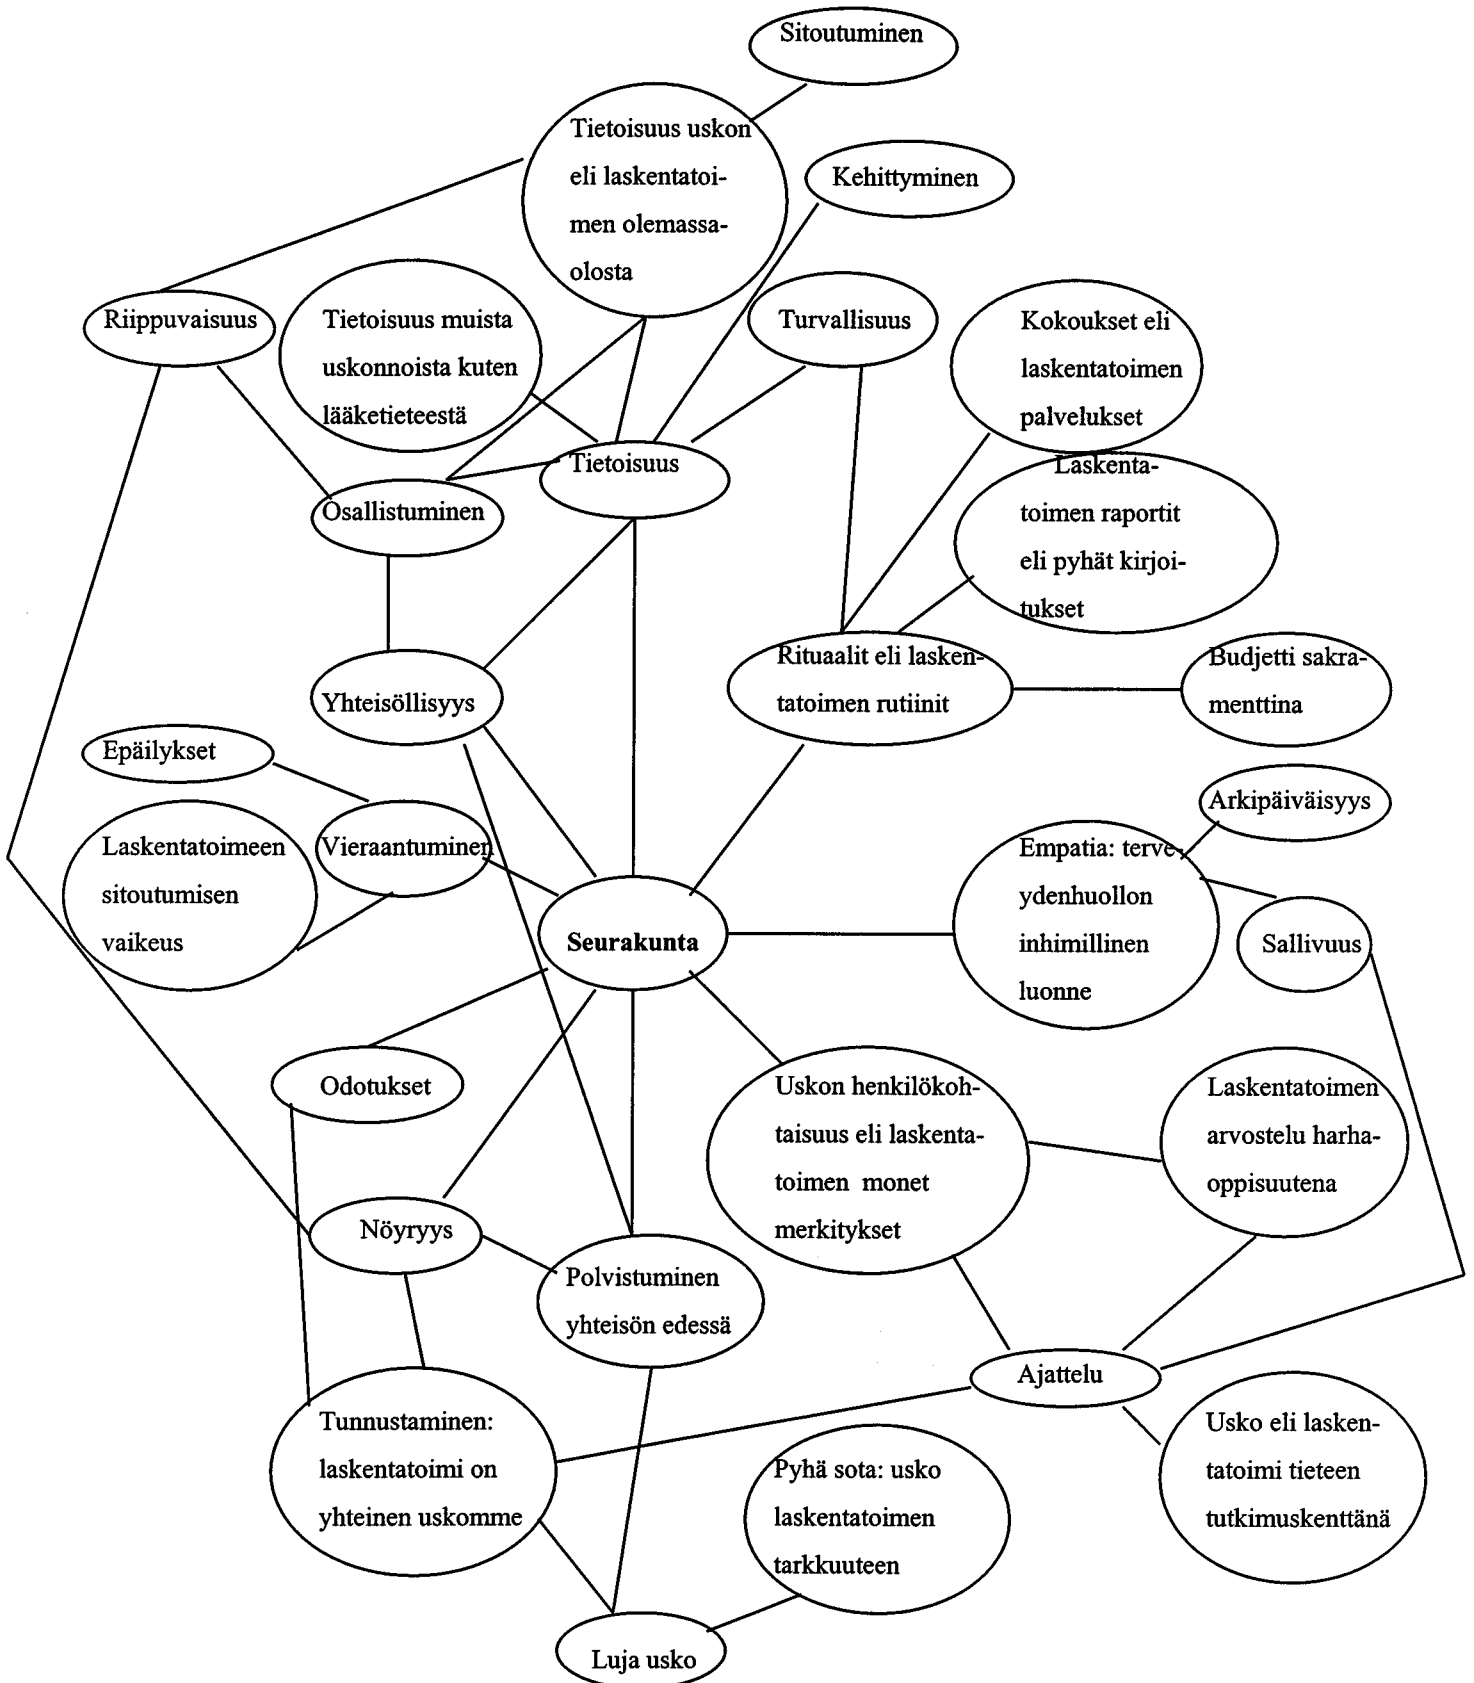 Sitoutuminen
Tietoisuus uskon
eli laskentatoi-
men olemassa-
olosta
Kehittyminen
Riippuvaisuus
Tietoisuus muista
uskonnoista kuten
lääketieteestä
Turvallisuus
Kokoukset eli
laskentatoimen
palvelukset
Tietoisuus
Laskenta-
toimen raportit
eli pyhät kirjoi-
tukset
Osallistuminen
Rituaalit eli lasken-
tatoimen rutiinit
Budjetti sakra-
menttina
Yhteisöllisyys
Epäilykset
Arkipäiväisyys
Laskentatoimeen
sitoutumisen
vaikeus
Vieraantuminen
Empatia: terve-
ydenhuollon
inhimillinen
luonne
Seurakunta
Sallivuus
Odotukset
Uskon henkilökoh-
taisuus eli laskenta-
toimen monet
merkitykset
Laskentatoimen
arvostelu harha-
oppisuutena
Nöyryys
Polvistuminen
yhteisön edessä
Ajattelu
Tunnustaminen:
laskentatoimi on
yhteinen uskomme
Pyhä sota: usko
laskentatoimen
tarkkuuteen
Usko eli lasken-
tatoimi tieteen
tutkimuskenttänä
Luja usko